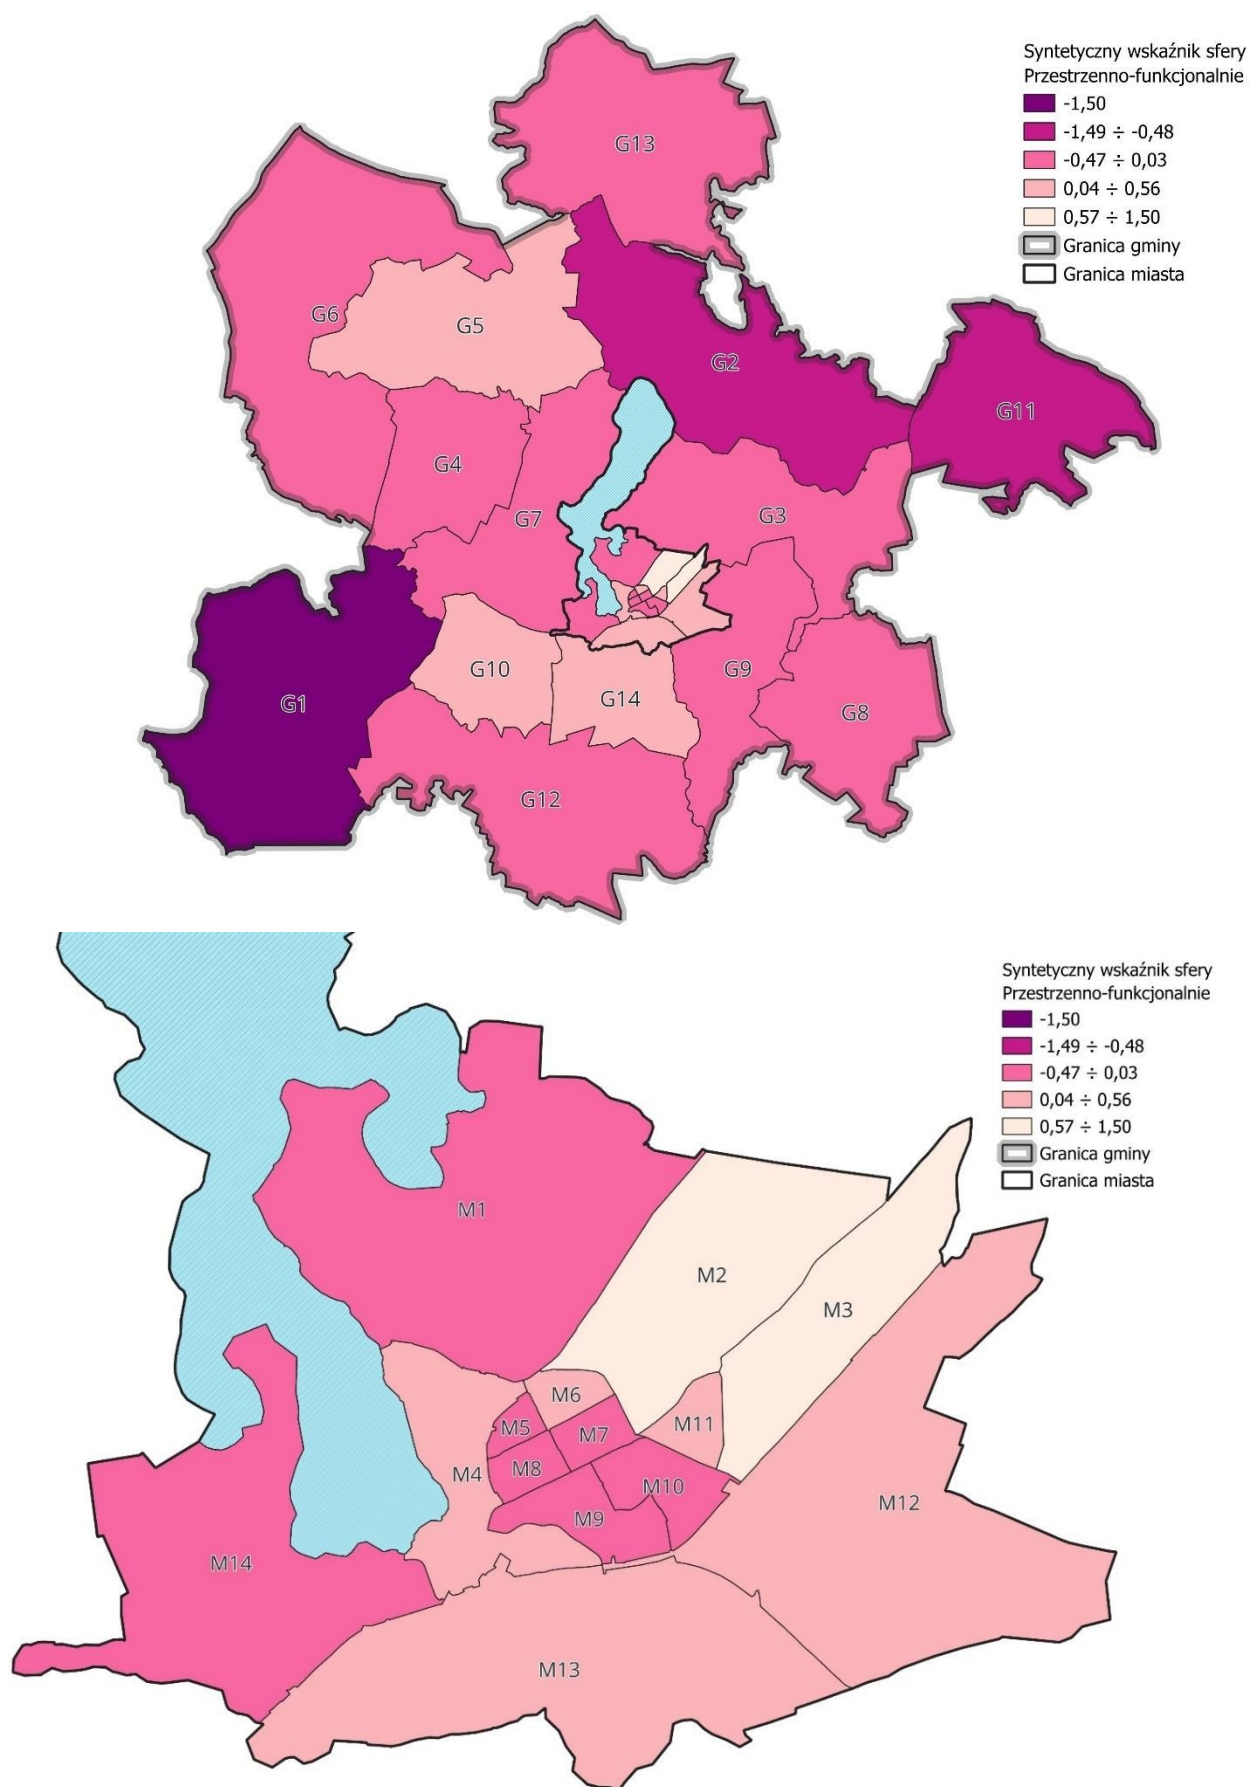 Syntetyczny wskaźnik sfery
Przestrzenno-funkcjonalnie
-1,50
-1,49 ÷ -0,48
-0,47 ÷ 0,03
0,04 ÷ 0,56
0,57 ÷ 1,50
Granica gminy
Granica miasta
G13
G6
G5
G2
G11
G4
G7
G3
G10
G9
G1
G14
G8
G12
Syntetyczny wskaźnik sfery
Przestrzenno-funkcjonalnie
-1,50
-1,49 ÷ -0,48
-0,47 ÷ 0,03
0,04 ÷ 0,56
0,57 ÷ 1,50
Granica gminy
Granica miasta
M1
M2
M3
M6
M5
M7
M11
M8
M4
M10
M12
M9
M14
M13